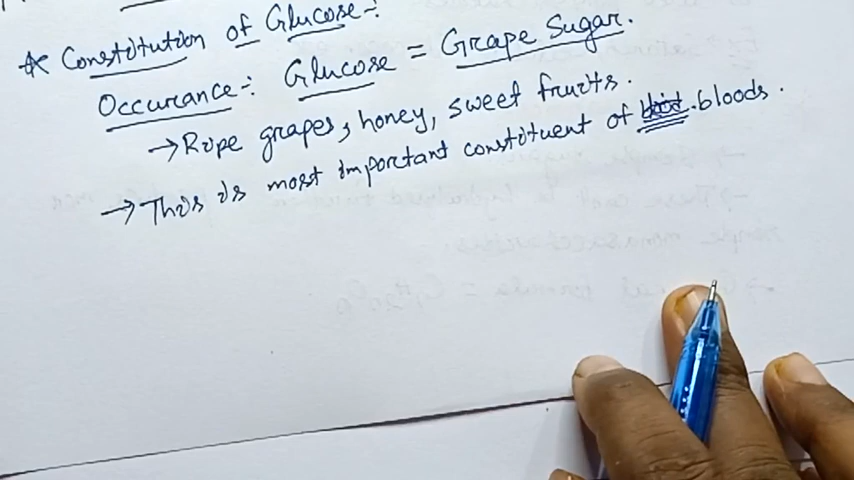 * Constitution of Glucose :-
Occurance :- Glucose = Grape Sugar.
→ Ripe grapes, honey, sweet fruits.
→ This is most important constituent of bloods.